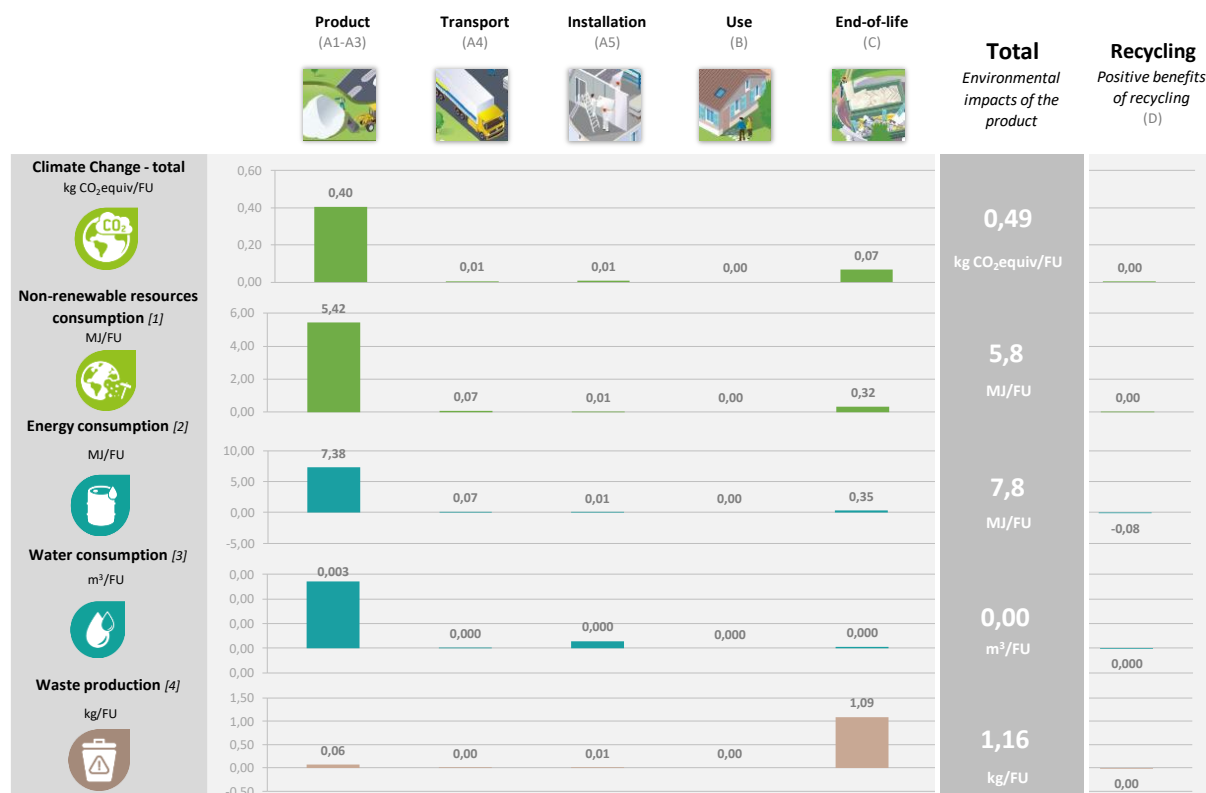 Product
(A1-A3)
Transport
(A4)
Installation
(A5)
Use
(B)
End-of-life
(C)
Total
Environmental
impacts of the
product
Recycling
Positive benefits
of recycling
(D)
Climate Change - total
kg CO₂equiv/FU
CO₂
0,60
0,40
0,20
0,00
0,40
0,01
0,01
0,00
0,07
0,49
kg CO₂equiv/FU
0,00
Non-renewable resources
consumption [1]
MJ/FU
6,00
4,00
2,00
0,00
5,42
0,07
0,01
0,00
0,32
5,8
MJ/FU
0,00
Energy consumption [2]
MJ/FU
10,00
5,00
0,00
-5,00
7,38
0,07
0,01
0,00
0,35
7,8
MJ/FU
-0,08
Water consumption [3]
m³/FU
0,00
0,00
0,00
0,00
0,00
0,003
0,000
0,000
0,000
0,000
0,00
m³/FU
0,000
Waste production [4]
kg/FU
1,50
1,00
0,50
0,00
-0,50
0,06
0,00
0,01
0,00
1,09
1,16
kg/FU
0,00